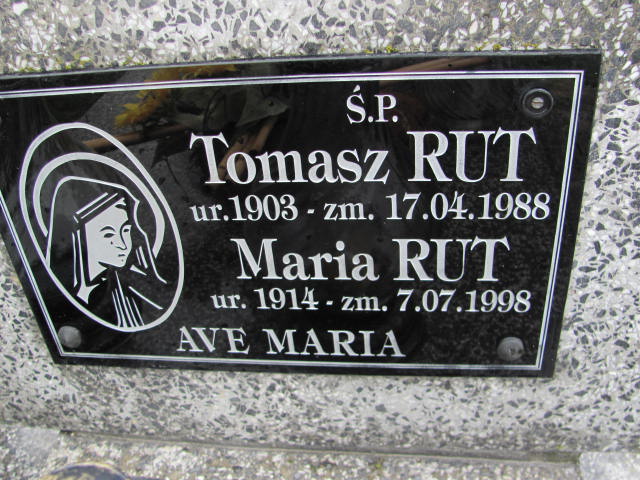 Ś.P.
Tomasz RUT
ur.1903 - zm. 17.04.1988
Maria RUT
ur. 1914 - zm. 7.07.1998
AVE MARIA